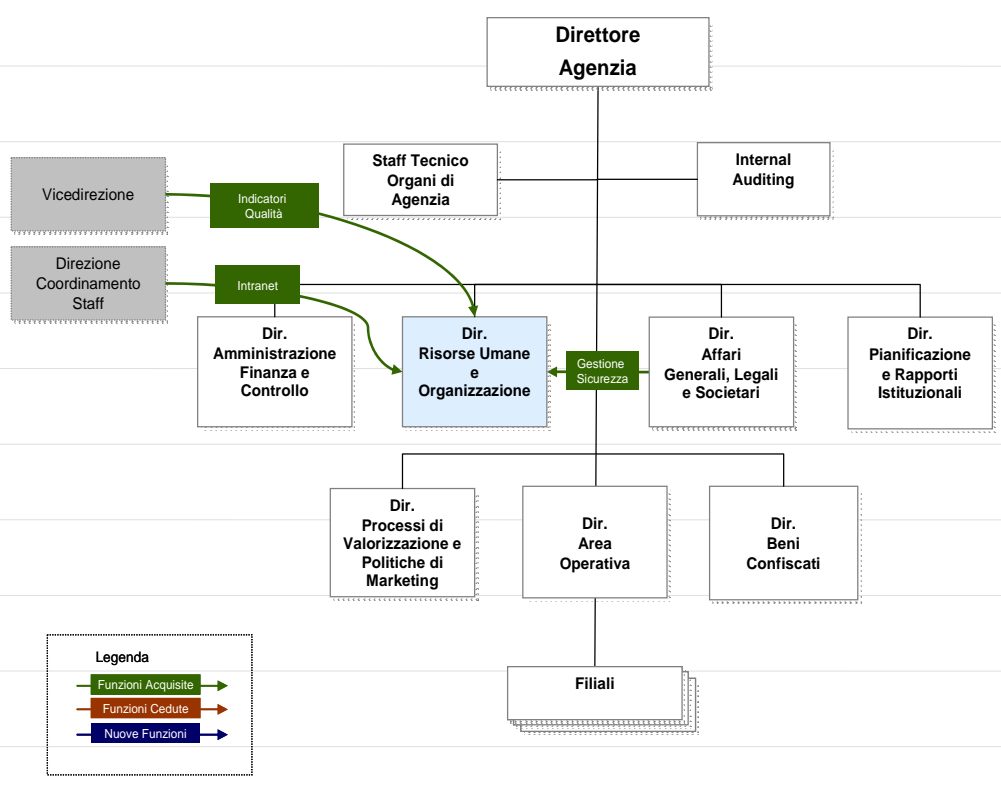 Direttore
Agenzia
Staff Tecnico
Organi di
Agenzia
Internal
Auditing
Vicedirezione
Indicatori
Qualità
Direzione
Coordinamento
Staff
Intranet
Dir.
Amministrazione
Finanza e
Controllo
Dir.
Risorse Umane
e
Organizzazione
Gestione
Sicurezza
Dir.
Affari
Generali, Legali
e Societari
Dir.
Pianificazione
e Rapporti
Istituzionali
Dir.
Processi di
Valorizzazione e
Politiche di
Marketing
Dir.
Area
Operativa
Dir.
Beni
Confiscati
Filiali
Legenda
Funzioni Acquisite
Funzioni Cedute
Nuove Funzioni